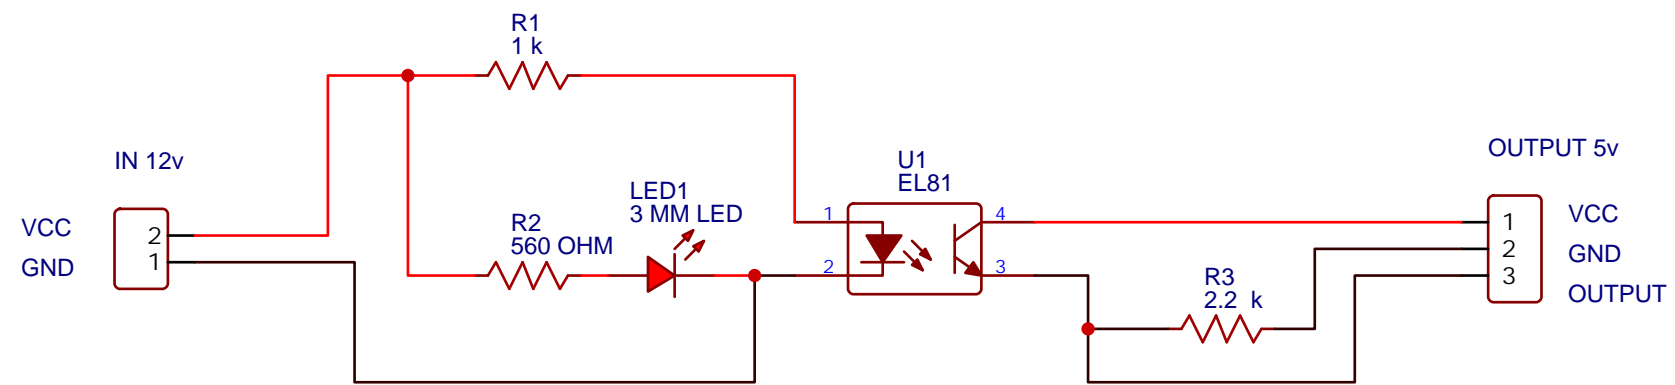 R1
1 k
IN 12v
VCC
GND
2
1
R2
560 OHM
LED1
3 MM LED
U1
EL81
1
2
4
3
R3
2.2 k
OUTPUT 5v
1
2
3
VCC
GND
OUTPUT